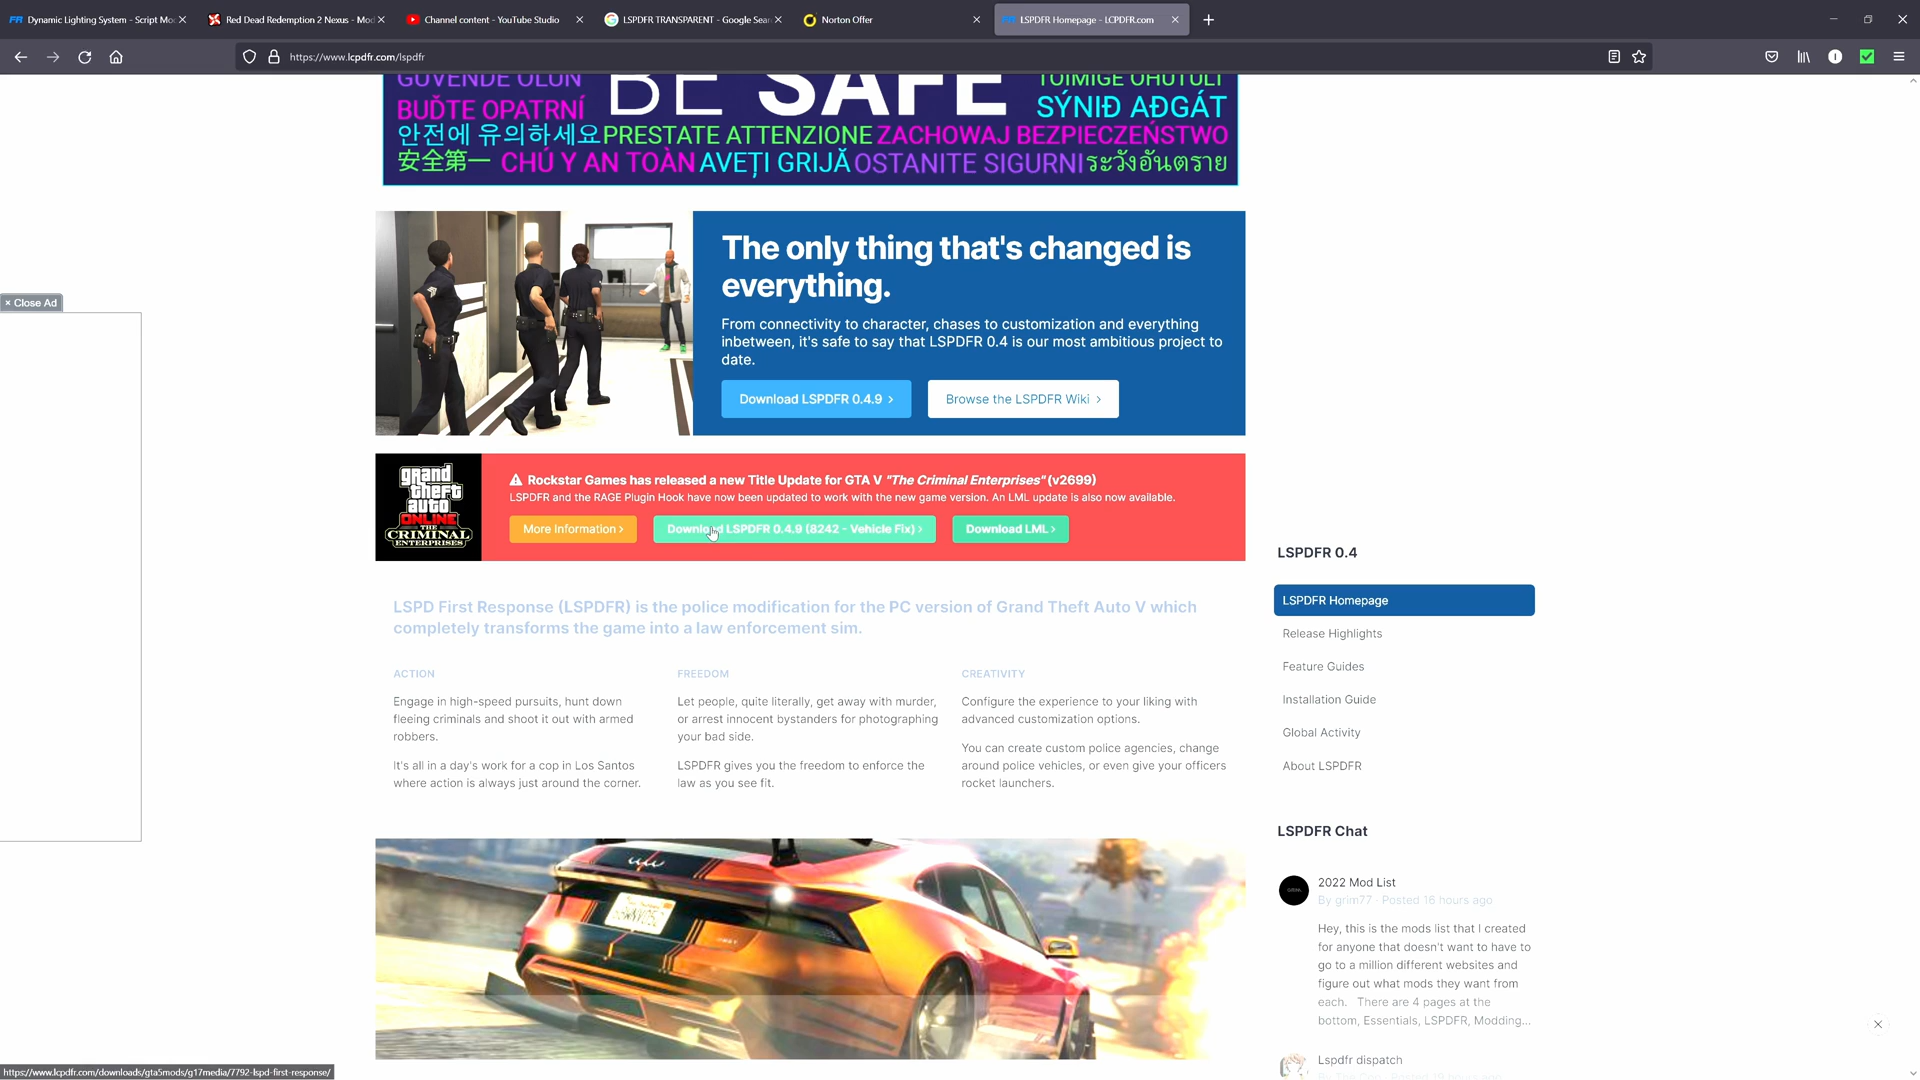 Dynamic Lighting System - Script Mo
Red Dead Redemption 2 Nexus - Mod
Channel content - YouTube Studio
LSPDFR TRANSPARENT - Google Sear
Norton Offer
LSPDFR Homepage - LCPDFR.com
https://www.lcpdfr.com/lspdfr
GÜVENDE OLUN
BE SAFE
TOIMIGE OHUTULT
BUĎTE OPATRNÍ
SÝNIÐ AÐGÁT
안전에 유의하세요 PRESTATE ATTENZIONE ZACHOWAJ BEZPIECZEŃSTWO
安全第一 CHÚ Ý AN TOÀN AVEȚI GRIJĂ OSTANITE SIGURNI ระวังอันตราย
The only thing that's changed is
everything.
× Close Ad
From connectivity to character, chases to customization and everything
inbetween, it's safe to say that LSPDFR 0.4 is our most ambitious project to
date.
Download LSPDFR 0.4.9 ›
Browse the LSPDFR Wiki ›
grand
theft
auto
ONLINE
THE
CRIMINAL
ENTERPRISES
Rockstar Games has released a new Title Update for GTA V "The Criminal Enterprises" (v2699)
LSPDFR and the RAGE Plugin Hook have now been updated to work with the new game version. An LML update is also now available.
More Information ›
Download LSPDFR 0.4.9 (8242 - Vehicle Fix) ›
Download LML ›
LSPD First Response (LSPDFR) is the police modification for the PC version of Grand Theft Auto V which
completely transforms the game into a law enforcement sim.
ACTION
Engage in high-speed pursuits, hunt down
fleeing criminals and shoot it out with armed
robbers.
It's all in a day's work for a cop in Los Santos
where action is always just around the corner.
FREEDOM
Let people, quite literally, get away with murder,
or arrest innocent bystanders for photographing
your bad side.
LSPDFR gives you the freedom to enforce the
law as you see fit.
CREATIVITY
Configure the experience to your liking with
advanced customization options.
You can create custom police agencies, change
around police vehicles, or even give your officers
rocket launchers.
LSPDFR 0.4
LSPDFR Homepage
Release Highlights
Feature Guides
Installation Guide
Global Activity
About LSPDFR
LSPDFR Chat
2022 Mod List
By grim77 · Posted 16 hours ago
Hey, this is the mods list that I created
for anyone that doesn't want to have to
go to a million different websites and
figure out what mods they want from
each. There are 4 pages at the
bottom, Essentials, LSPDFR, Modding...
Lspdfr dispatch
Posted 19 hours ago
https://www.lcpdfr.com/downloads/gta5mods/g17media/7792-lspd-first-response/